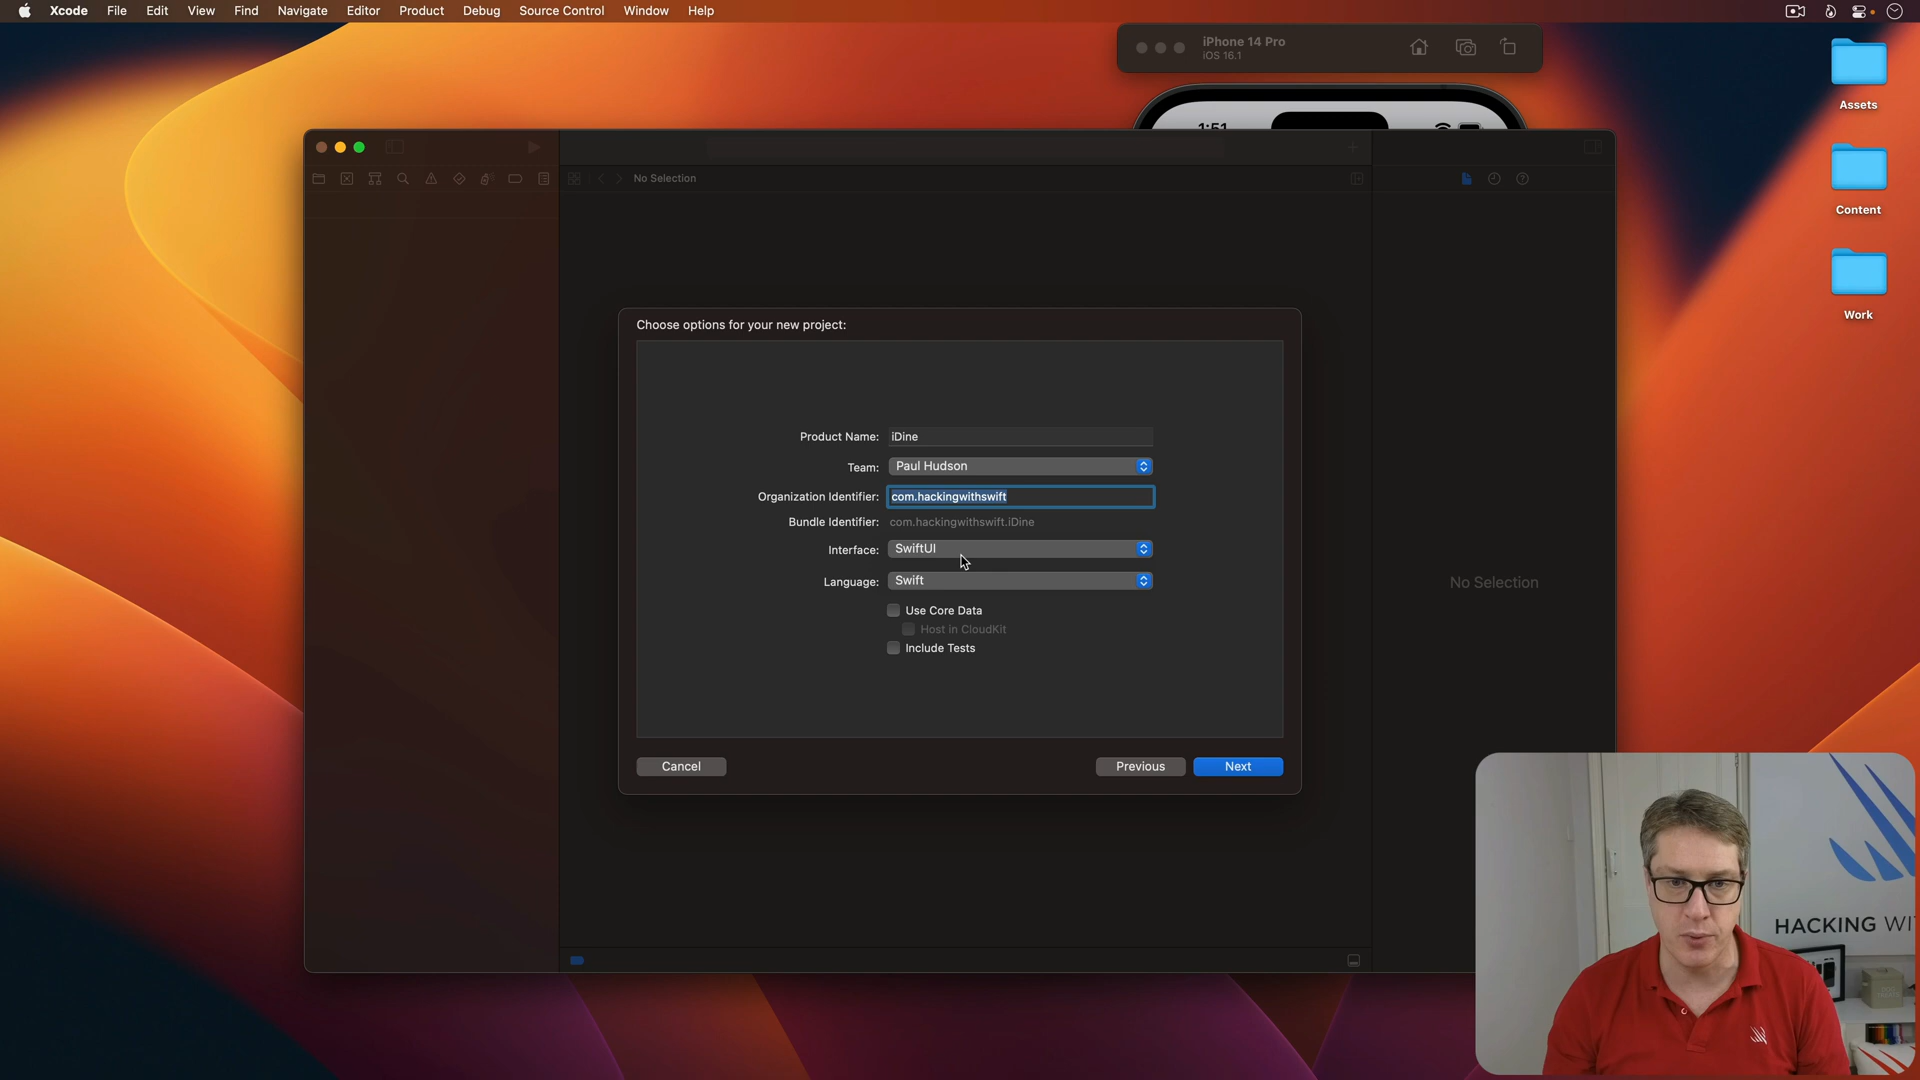 Xcode File Edit View Find Navigate Editor Product Debug Source Control Window Help
iPhone 14 Pro
iOS 16.1
Assets
1:51
No Selection
Content
Work
Choose options for your new project:
Product Name: iDine
Team: Paul Hudson
Organization Identifier: com.hackingwithswift
Bundle Identifier: com.hackingwithswift.iDine
Interface: SwiftUI
Language: Swift
Use Core Data
Host in CloudKit
Include Tests
No Selection
Cancel Previous Next
HACKING WI